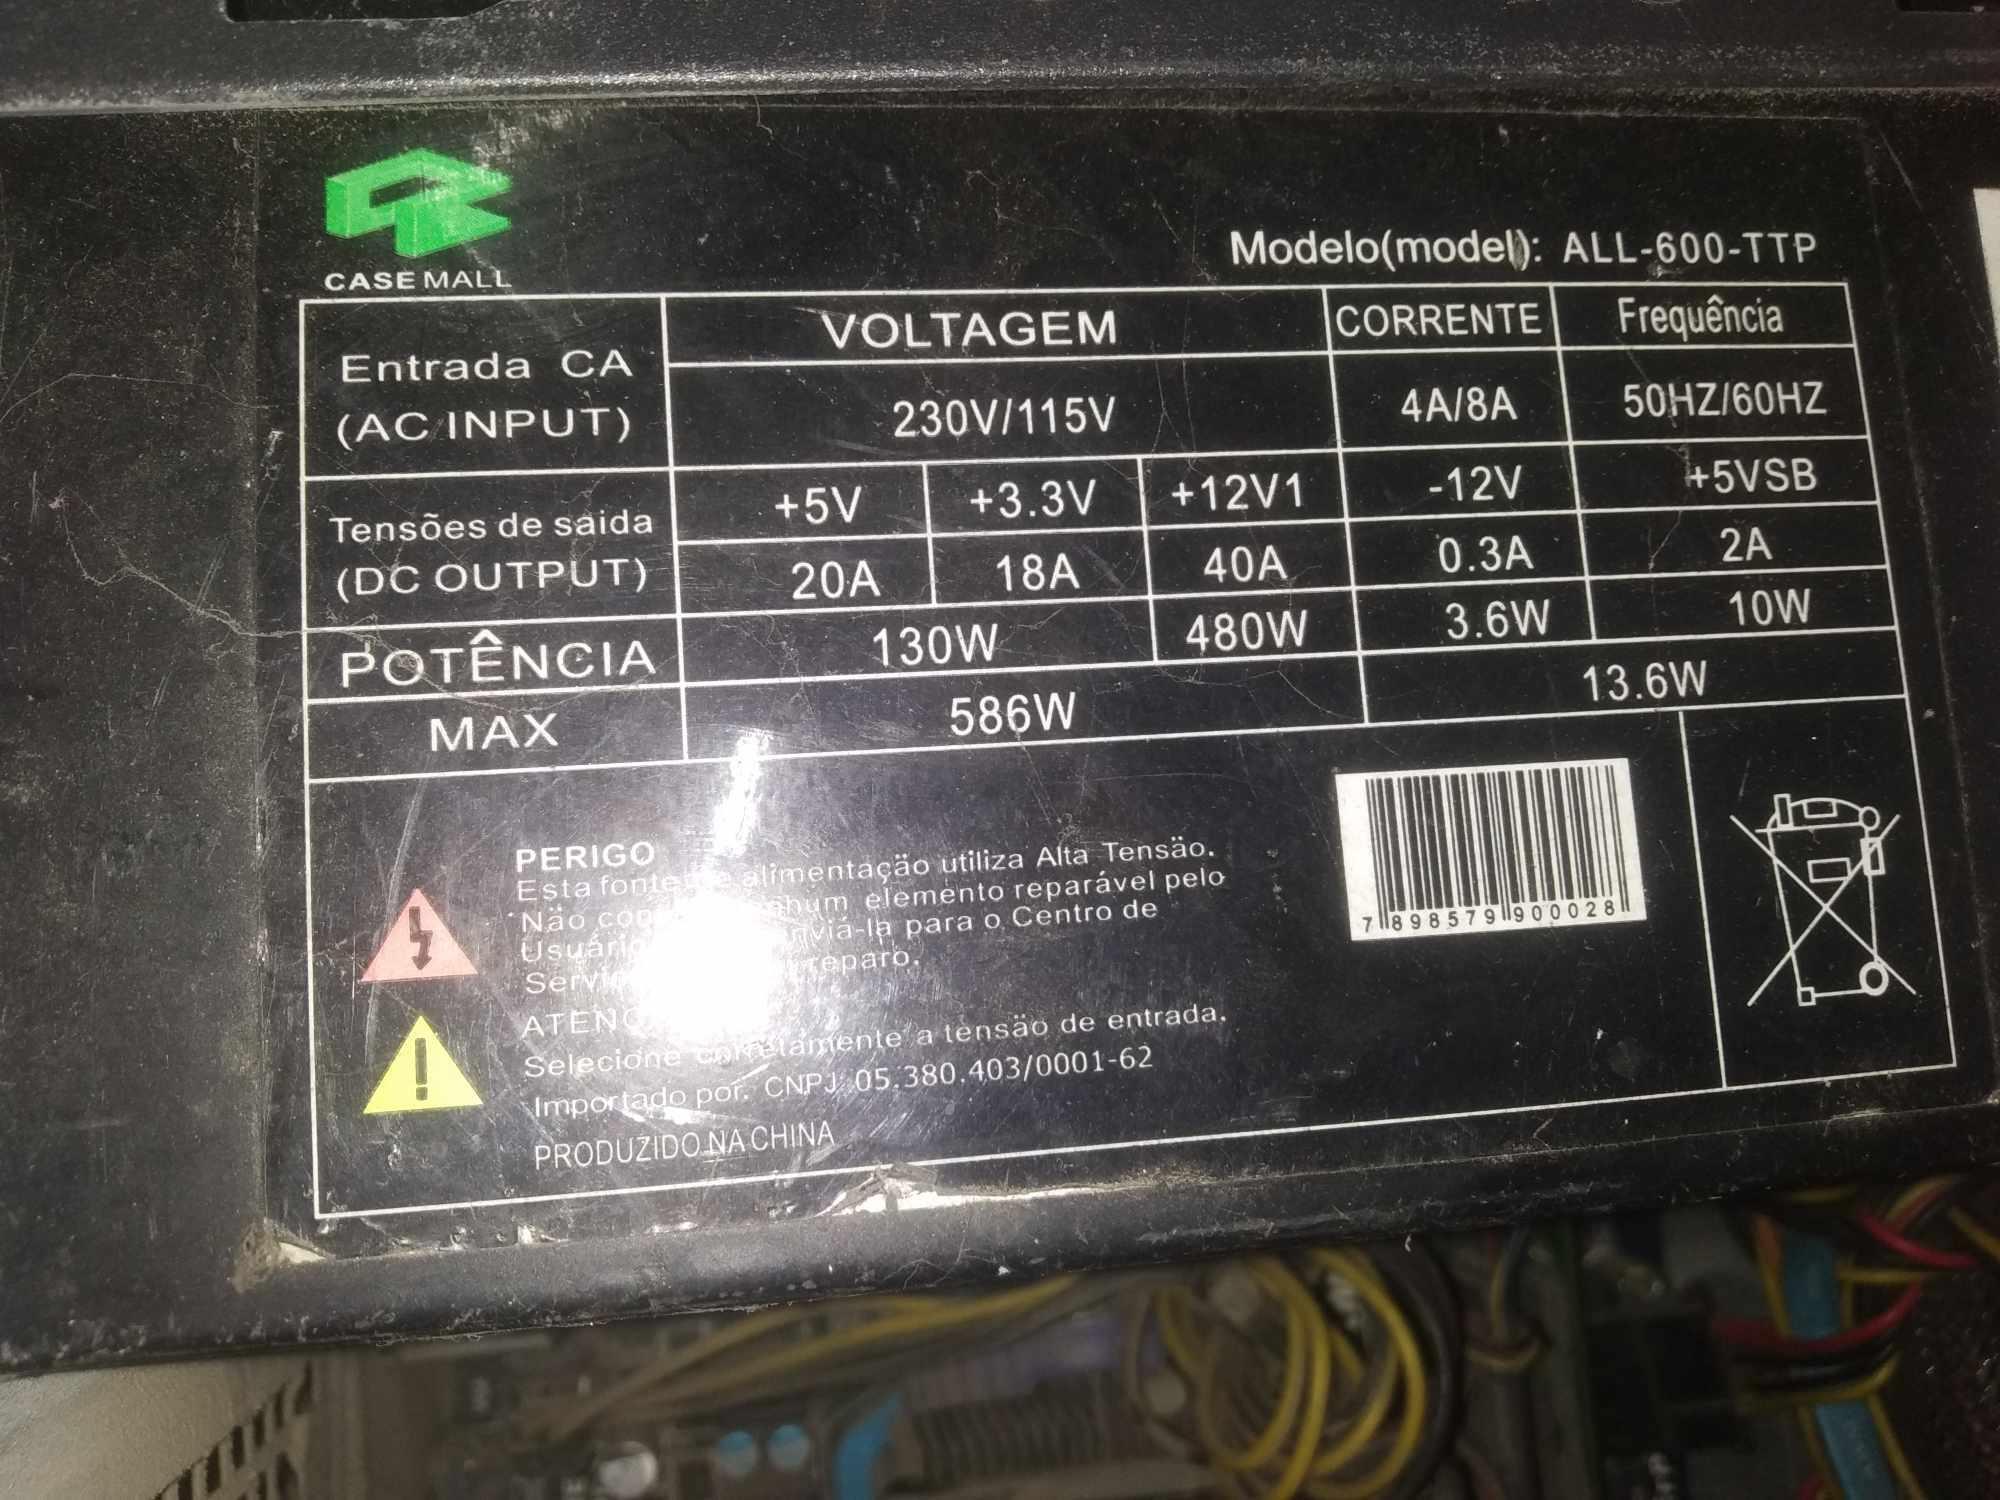 CASE MALL
Modelo(model): ALL-600-TTP
Entrada CA
(AC INPUT)
VOLTAGEM
CORRENTE
Frequência
230V/115V
4A/8A
50HZ/60HZ
Tensões de saida
(DC OUTPUT)
+5V
+3.3V
+12V1
-12V
+5VSB
20A
18A
40A
0.3A
2A
POTÊNCIA
130W
480W
3.6W
10W
MAX
586W
13.6W
PERIGO
Esta fonte alimentação utiliza Alta Tensão.
Não elemento reparável pelo
para o Centro de
reparo.
Selecione corretamente a tensão de entrada.
Importado por. CNPJ 05.380.403/0001-62
PRODUZIDO NA CHINA
7 898579 900028